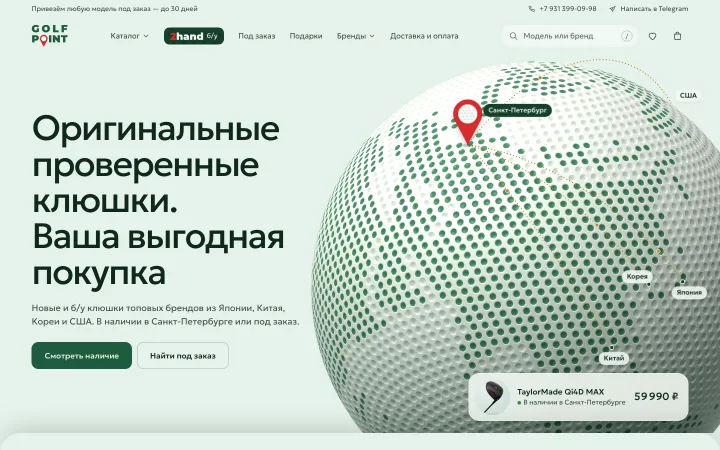 Привезём любую модель под заказ — до 30 дней
+7 931 399-09-98
Написать в Telegram
GOLF
POINT
Каталог
2hand б/у
Под заказ
Подарки
Бренды
Доставка и оплата
Модель или бренд
/
США
Санкт-Петербург
Оригинальные
проверенные
клюшки.
Ваша выгодная
покупка
Новые и б/у клюшки топовых брендов из Японии, Китая,
Кореи и США. В наличии в Санкт-Петербурге или под заказ.
Смотреть наличие
Найти под заказ
Корея
Япония
Китай
TaylorMade Qi4D MAX
В наличии в Санкт-Петербурге
59 990 ₽